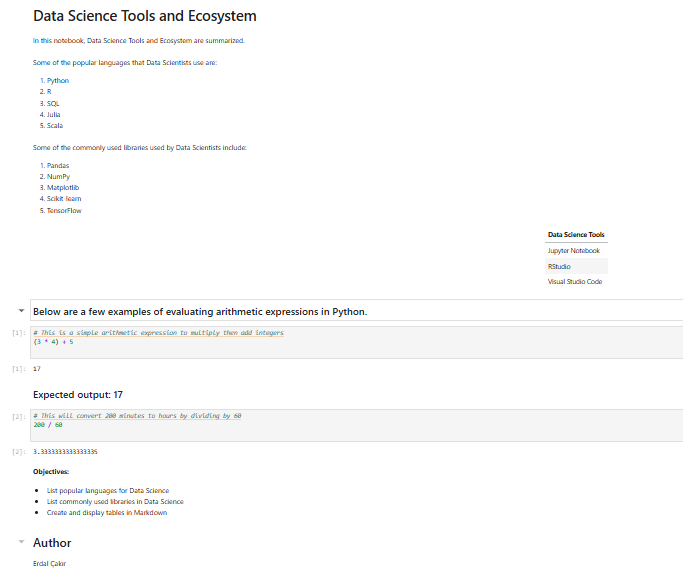 Data Science Tools and Ecosystem
In this notebook, Data Science Tools and Ecosystem are summarized.
Some of the popular languages that Data Scientists use are:
1. Python
2. R
3. SQL
4. Julia
5. Scala
Some of the commonly used libraries used by Data Scientists include:
1. Pandas
2. NumPy
3. Matplotlib
4. Scikit-learn
5. TensorFlow
Data Science Tools
Jupyter Notebook
RStudio
Visual Studio Code
Below are a few examples of evaluating arithmetic expressions in Python.
[1]: # This is a simple arithmetic expression to multiply then add integers
(3 * 4) + 5
[1]: 17
Expected output: 17
[2]: # This will convert 200 minutes to hours by dividing by 60
200 / 60
[2]: 3.3333333333333335
Objectives:
• List popular languages for Data Science
• List commonly used libraries in Data Science
• Create and display tables in Markdown
Author
Erdal Çakır